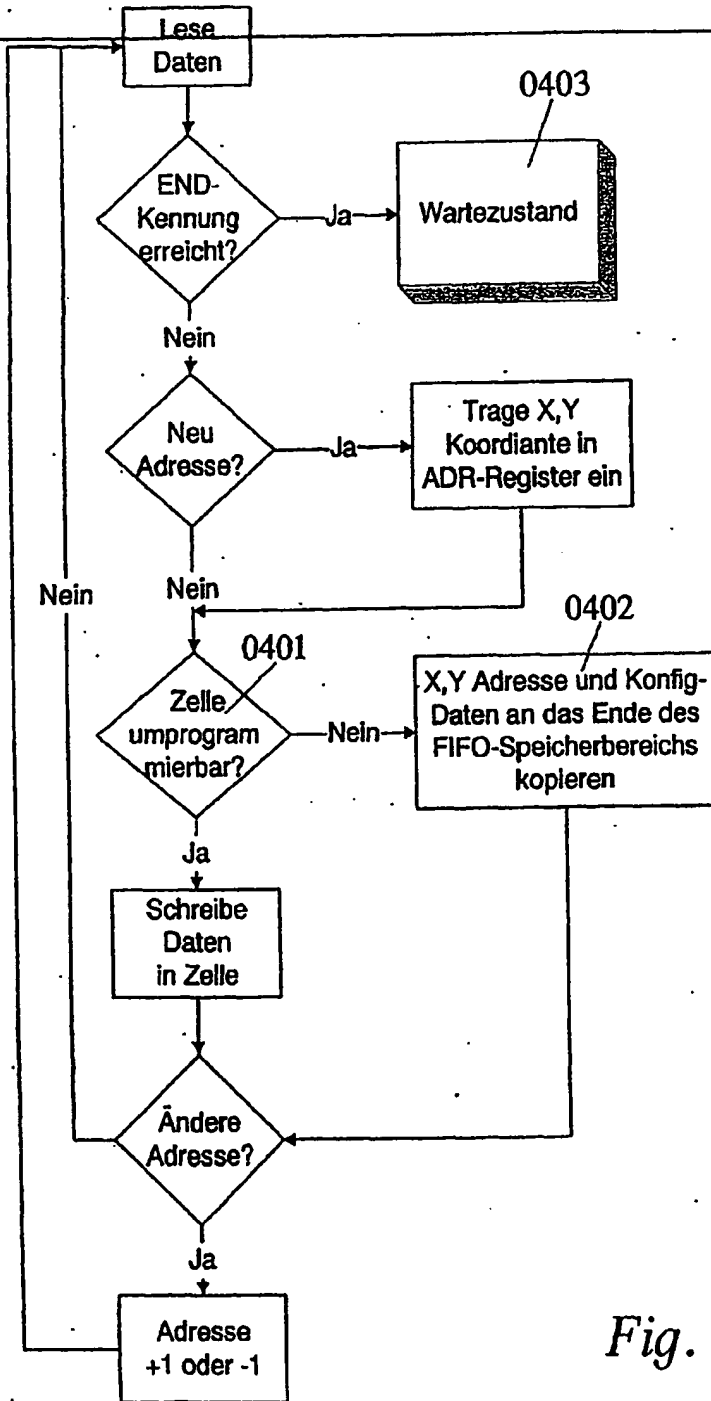 Lese
Daten
0403
END-
Kennung
erreicht?
Ja
Wartezustand
Nein
Neu
Adresse?
Ja
Trage X,Y
Koordiante in
ADR-Register ein
Nein
Nein
0401
0402
Zelle
umprogram
mierbar?
Nein
X,Y Adresse und Konfig-
Daten an das Ende des
FIFO-Speicherbereichs
kopieren
Ja
Schreibe
Daten
in Zelle
Ändere
Adresse?
Ja
Adresse
+1 oder -1
Fig.